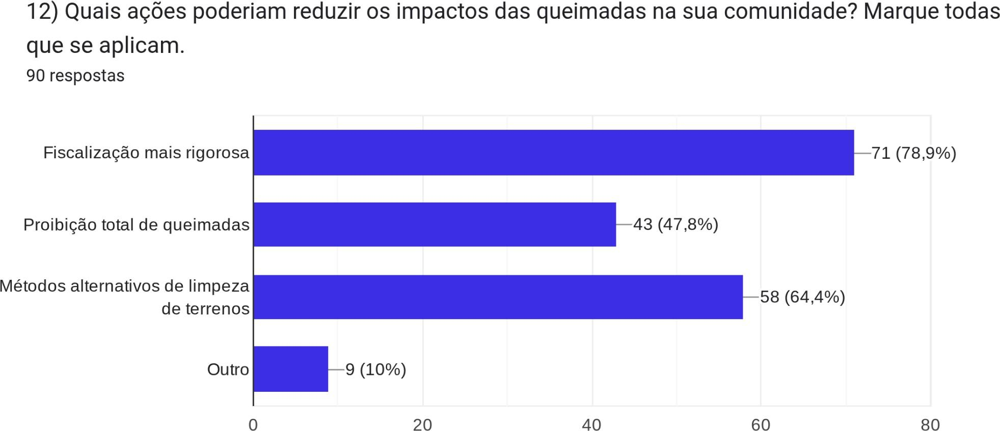 12) Quais ações poderiam reduzir os impactos das queimadas na sua comunidade? Marque todas
que se aplicam.
90 respostas
Fiscalização mais rigorosa
71 (78,9%)
Proibição total de queimadas
43 (47,8%)
Métodos alternativos de limpeza
de terrenos
58 (64,4%)
Outro
9 (10%)
0 20 40 60 80